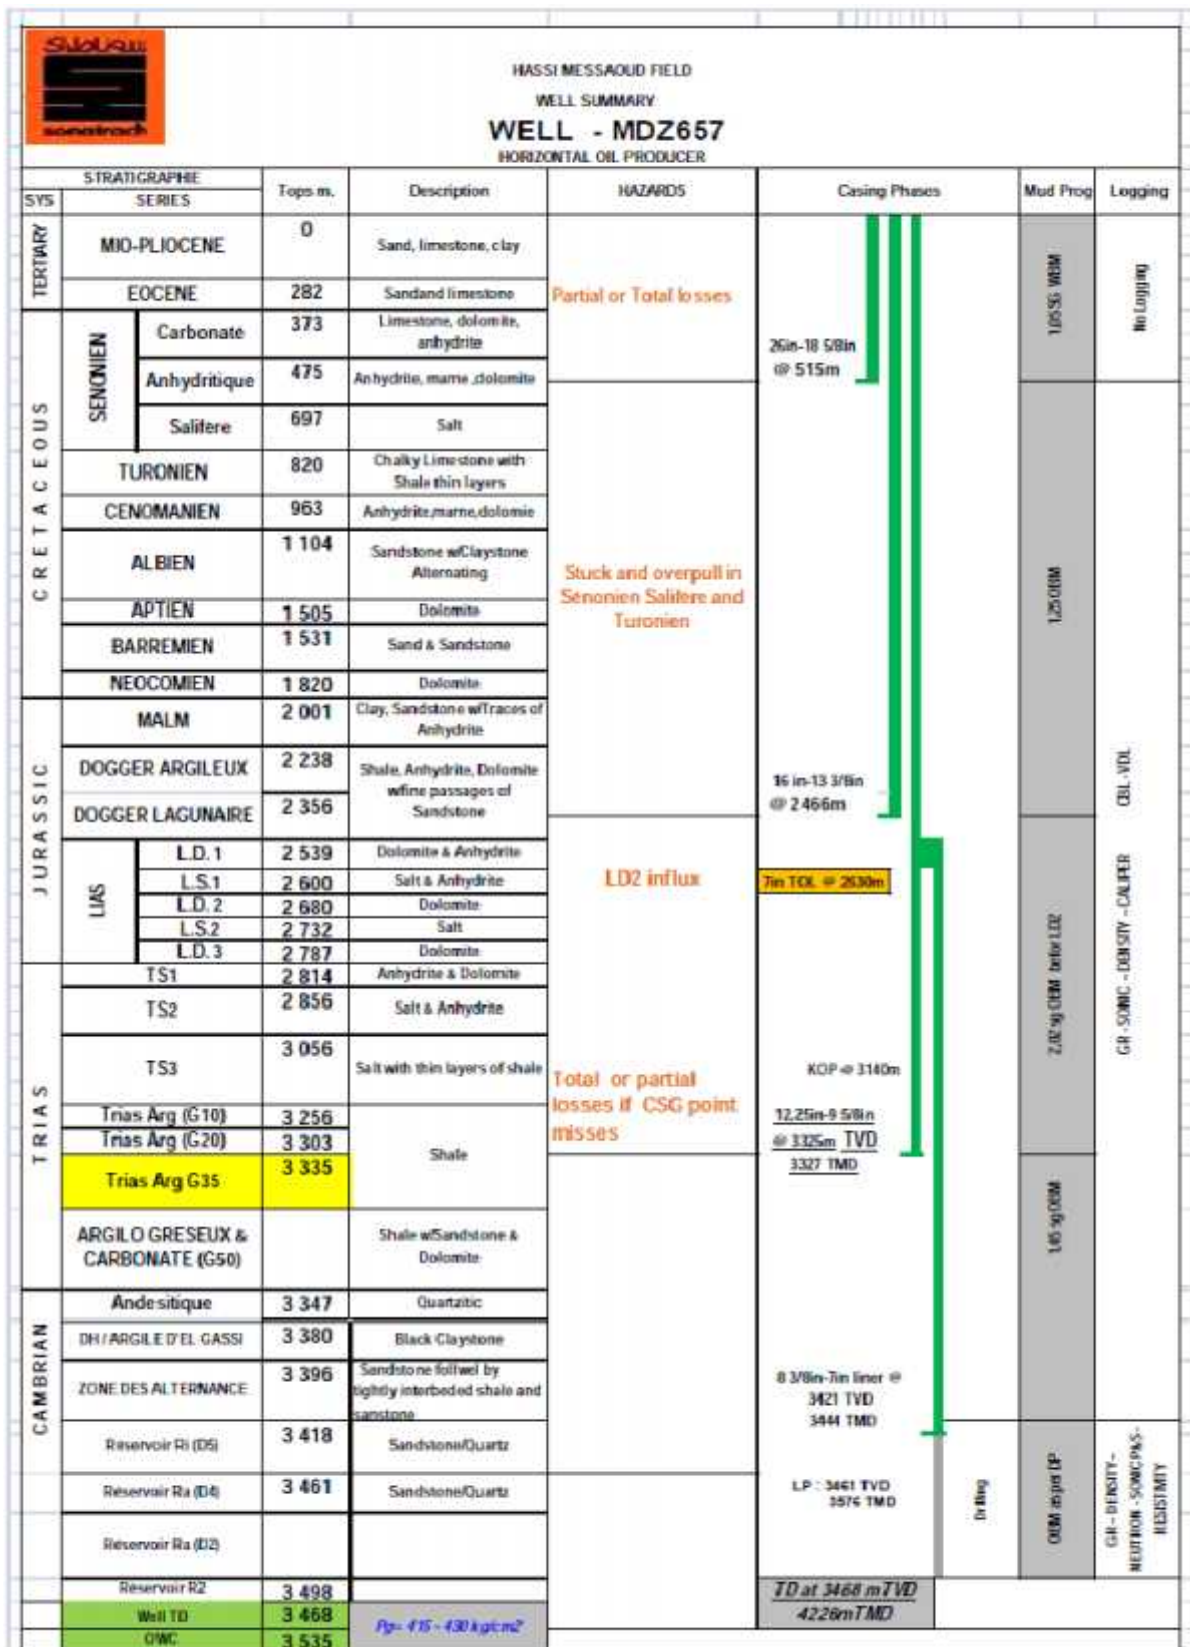 sonatrach
HASSI MESSAOUD FIELD
WELL SUMMARY
WELL - MDZ657
HORIZONTAL OIL PRODUCER
STRATIGRAPHIE
SYS
SERIES
Tops m.
Description
HAZARDS
Casing Phases
Mud Prog
Logging
TERTIARY
MIO-PLIOCENE
0
Sand, limestone, clay
EOCENE
282
Sandand limestone
Partial or Total losses
1.05 SG WBM
No Logging
CRETACEOUS
SENONIEN
Carbonate
373
Limestone, dolomite,
anhydrite
26in-18 5/8in
@ 515m
Anhydritique
475
Anhydrite, marne ,dolomite
Salifere
697
Salt
TURONIEN
820
Chalky Limestone with
Shale thin layers
CENOMANIEN
963
Anhydrite,marne,dolomie
ALBIEN
1 104
Sandstone w/Claystone
Alternating
Stuck and overpull in
Senonien Salifere and
Turonien
1.25 OBM
APTIEN
1 505
Dolomite
BARREMIEN
1 531
Sand & Sandstone
NEOCOMIEN
1 820
Dolomite
JURASSIC
MALM
2 001
Clay, Sandstone w/Traces of
Anhydrite
DOGGER ARGILEUX
2 238
Shale, Anhydrite, Dolomite
w/fine passages of
Sandstone
DOGGER LAGUNAIRE
2 356
16 in-13 3/8in
@ 2466m
CBL -VDL
LIAS
L.D. 1
2 539
Dolomite & Anhydrite
L.S.1
2 600
Salt & Anhydrite
LD2 influx
7in TOL @ 2530m
L.D. 2
2 680
Dolomite
L.S.2
2 732
Salt
L.D. 3
2 787
Dolomite
2,02 sg OBM befor LD2
GR - SONIC - DENSITY - CALIPER
TRIAS
TS1
2 814
Anhydrite & Dolomite
TS2
2 856
Salt & Anhydrite
TS3
3 056
Salt with thin layers of shale
KOP @ 3140m
Total or partial
losses if CSG point
misses
Trias Arg (G10)
3 256
12,25in-9 5/8in
@ 3325m TVD
3327 TMD
Trias Arg (G20)
3 303
Shale
Trias Arg G35
3 335
1.45 sg OBM
ARGILO GRESEUX &
CARBONATE (G50)
Shale w/Sandstone &
Dolomite
CAMBRIAN
Andesitique
3 347
Quartzitic
DH / ARGILE D'EL GASSI
3 380
Black Claystone
ZONE DES ALTERNANCE
3 396
Sandstone follwel by
tightly interbeded shale and
sanstone
8 3/8in-7in liner @
3421 TVD
3444 TMD
Réservoir Ri (D5)
3 418
Sandstone/Quartz
Réservoir Ra (D4)
3 461
Sandstone/Quartz
LP : 3461 TVD
3576 TMD
Drilling
OBM as per DP
GR - DENSITY -
NEUTRON - SONIC P&S-
RESISTIVITY
Réservoir Ra (D2)
Reservoir R2
3 498
TD at 3468 mTVD
4226mTMD
Well TD
3 468
Pg= 415 - 430 kg/cm2
OWC
3 535